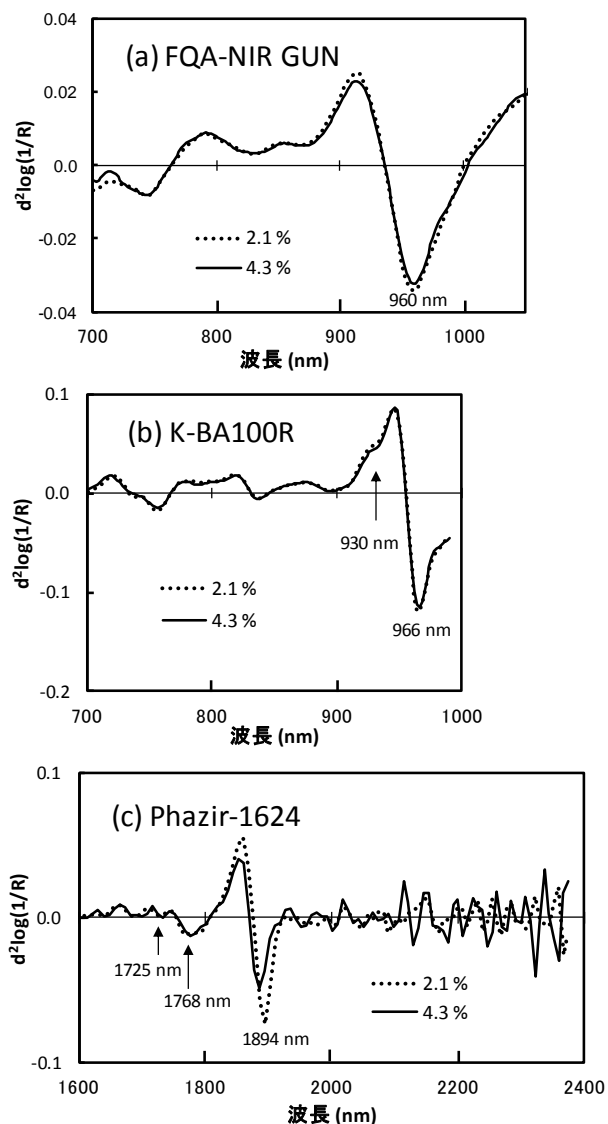 (a) FQA-NIR GUN
0.04
0.02
0.0
-0.02
-0.04
d²log(1/R)
2.1 %
4.3 %
960 nm
700 800 900 1000
波長 (nm)
(b) K-BA100R
0.1
0.0
-0.1
-0.2
d²log(1/R)
930 nm
2.1 %
4.3 %
966 nm
700 800 900 1000
波長 (nm)
(c) Phazir-1624
0.1
0.0
-0.1
d²log(1/R)
1725 nm
1768 nm
1894 nm
2.1 %
4.3 %
1600 1800 2000 2200 2400
波長 (nm)